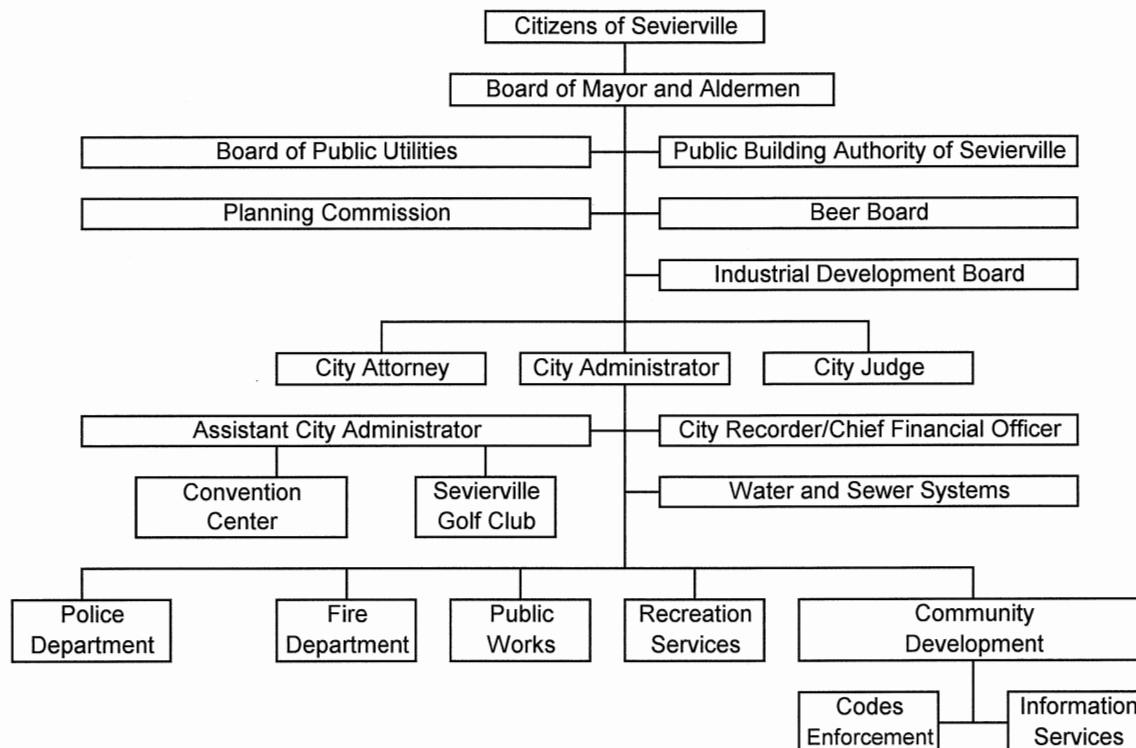 Citizens of Sevierville
Board of Mayor and Aldermen
Board of Public Utilities
Public Building Authority of Sevierville
Planning Commission
Beer Board
Industrial Development Board
City Attorney
City Administrator
City Judge
Assistant City Administrator
City Recorder/Chief Financial Officer
Convention
Center
Sevierville
Golf Club
Water and Sewer Systems
Police
Department
Fire
Department
Public
Works
Recreation
Services
Community
Development
Codes
Enforcement
Information
Services